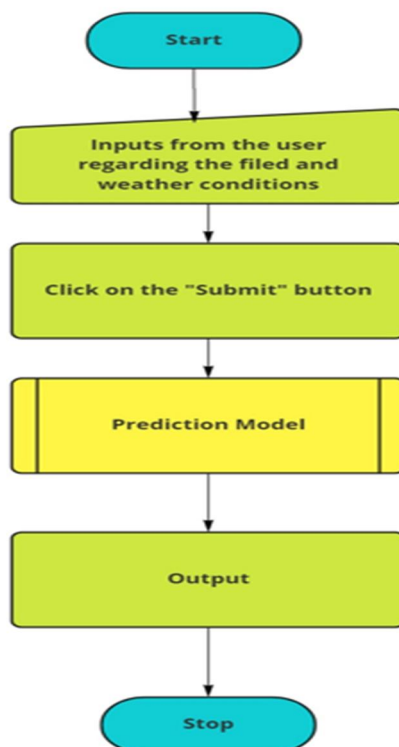 Start
Inputs from the user
regarding the filed and
weather conditions
Click on the "Submit" button
Prediction Model
Output
Stop